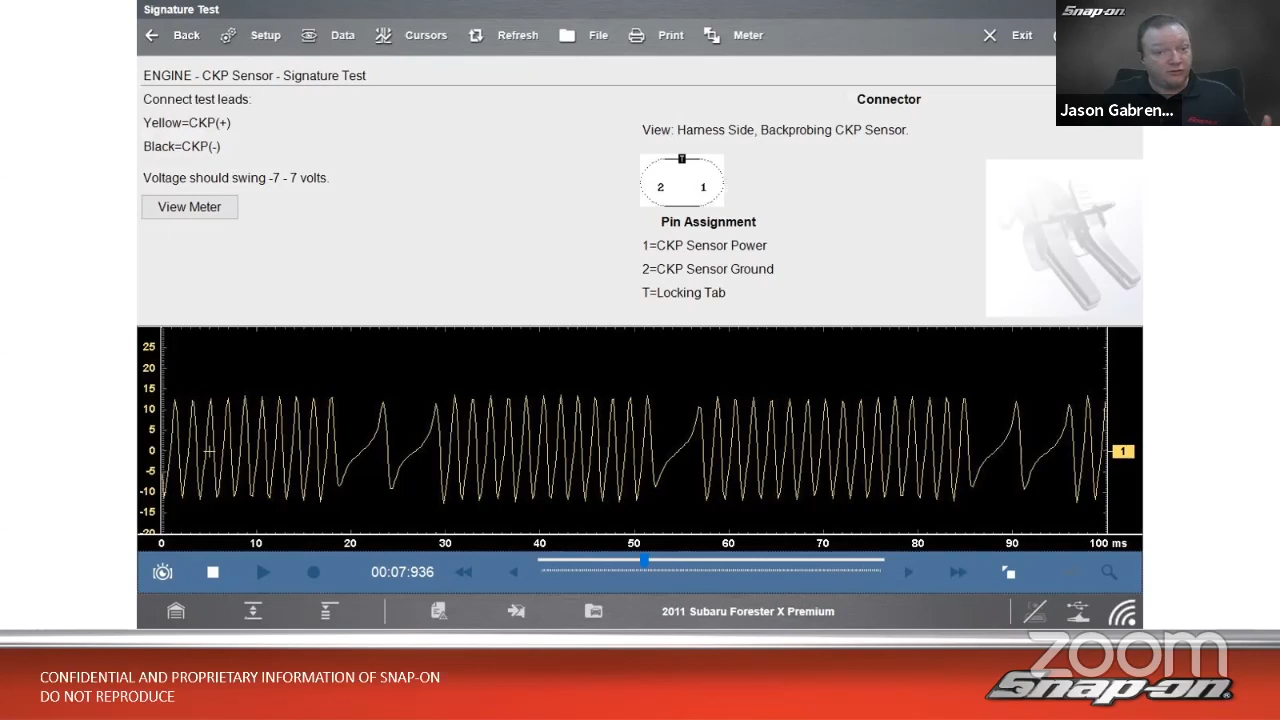 Signature Test
Back Setup Data Cursors Refresh File Print Meter Exit
Snap-on
Jason Gabren...
ENGINE - CKP Sensor - Signature Test
Connect test leads:
Yellow=CKP(+)
Black=CKP(-)
Voltage should swing -7 - 7 volts.
View Meter
Connector
View: Harness Side, Backprobing CKP Sensor.
T
2 1
Pin Assignment
1=CKP Sensor Power
2=CKP Sensor Ground
T=Locking Tab
25
20
15
10
5
0
-5
-10
-15
-20
1
0 10 20 30 40 50 60 70 80 90 100 ms
00:07:936
2011 Subaru Forester X Premium
zoom
CONFIDENTIAL AND PROPRIETARY INFORMATION OF SNAP-ON
DO NOT REPRODUCE
Snap-on